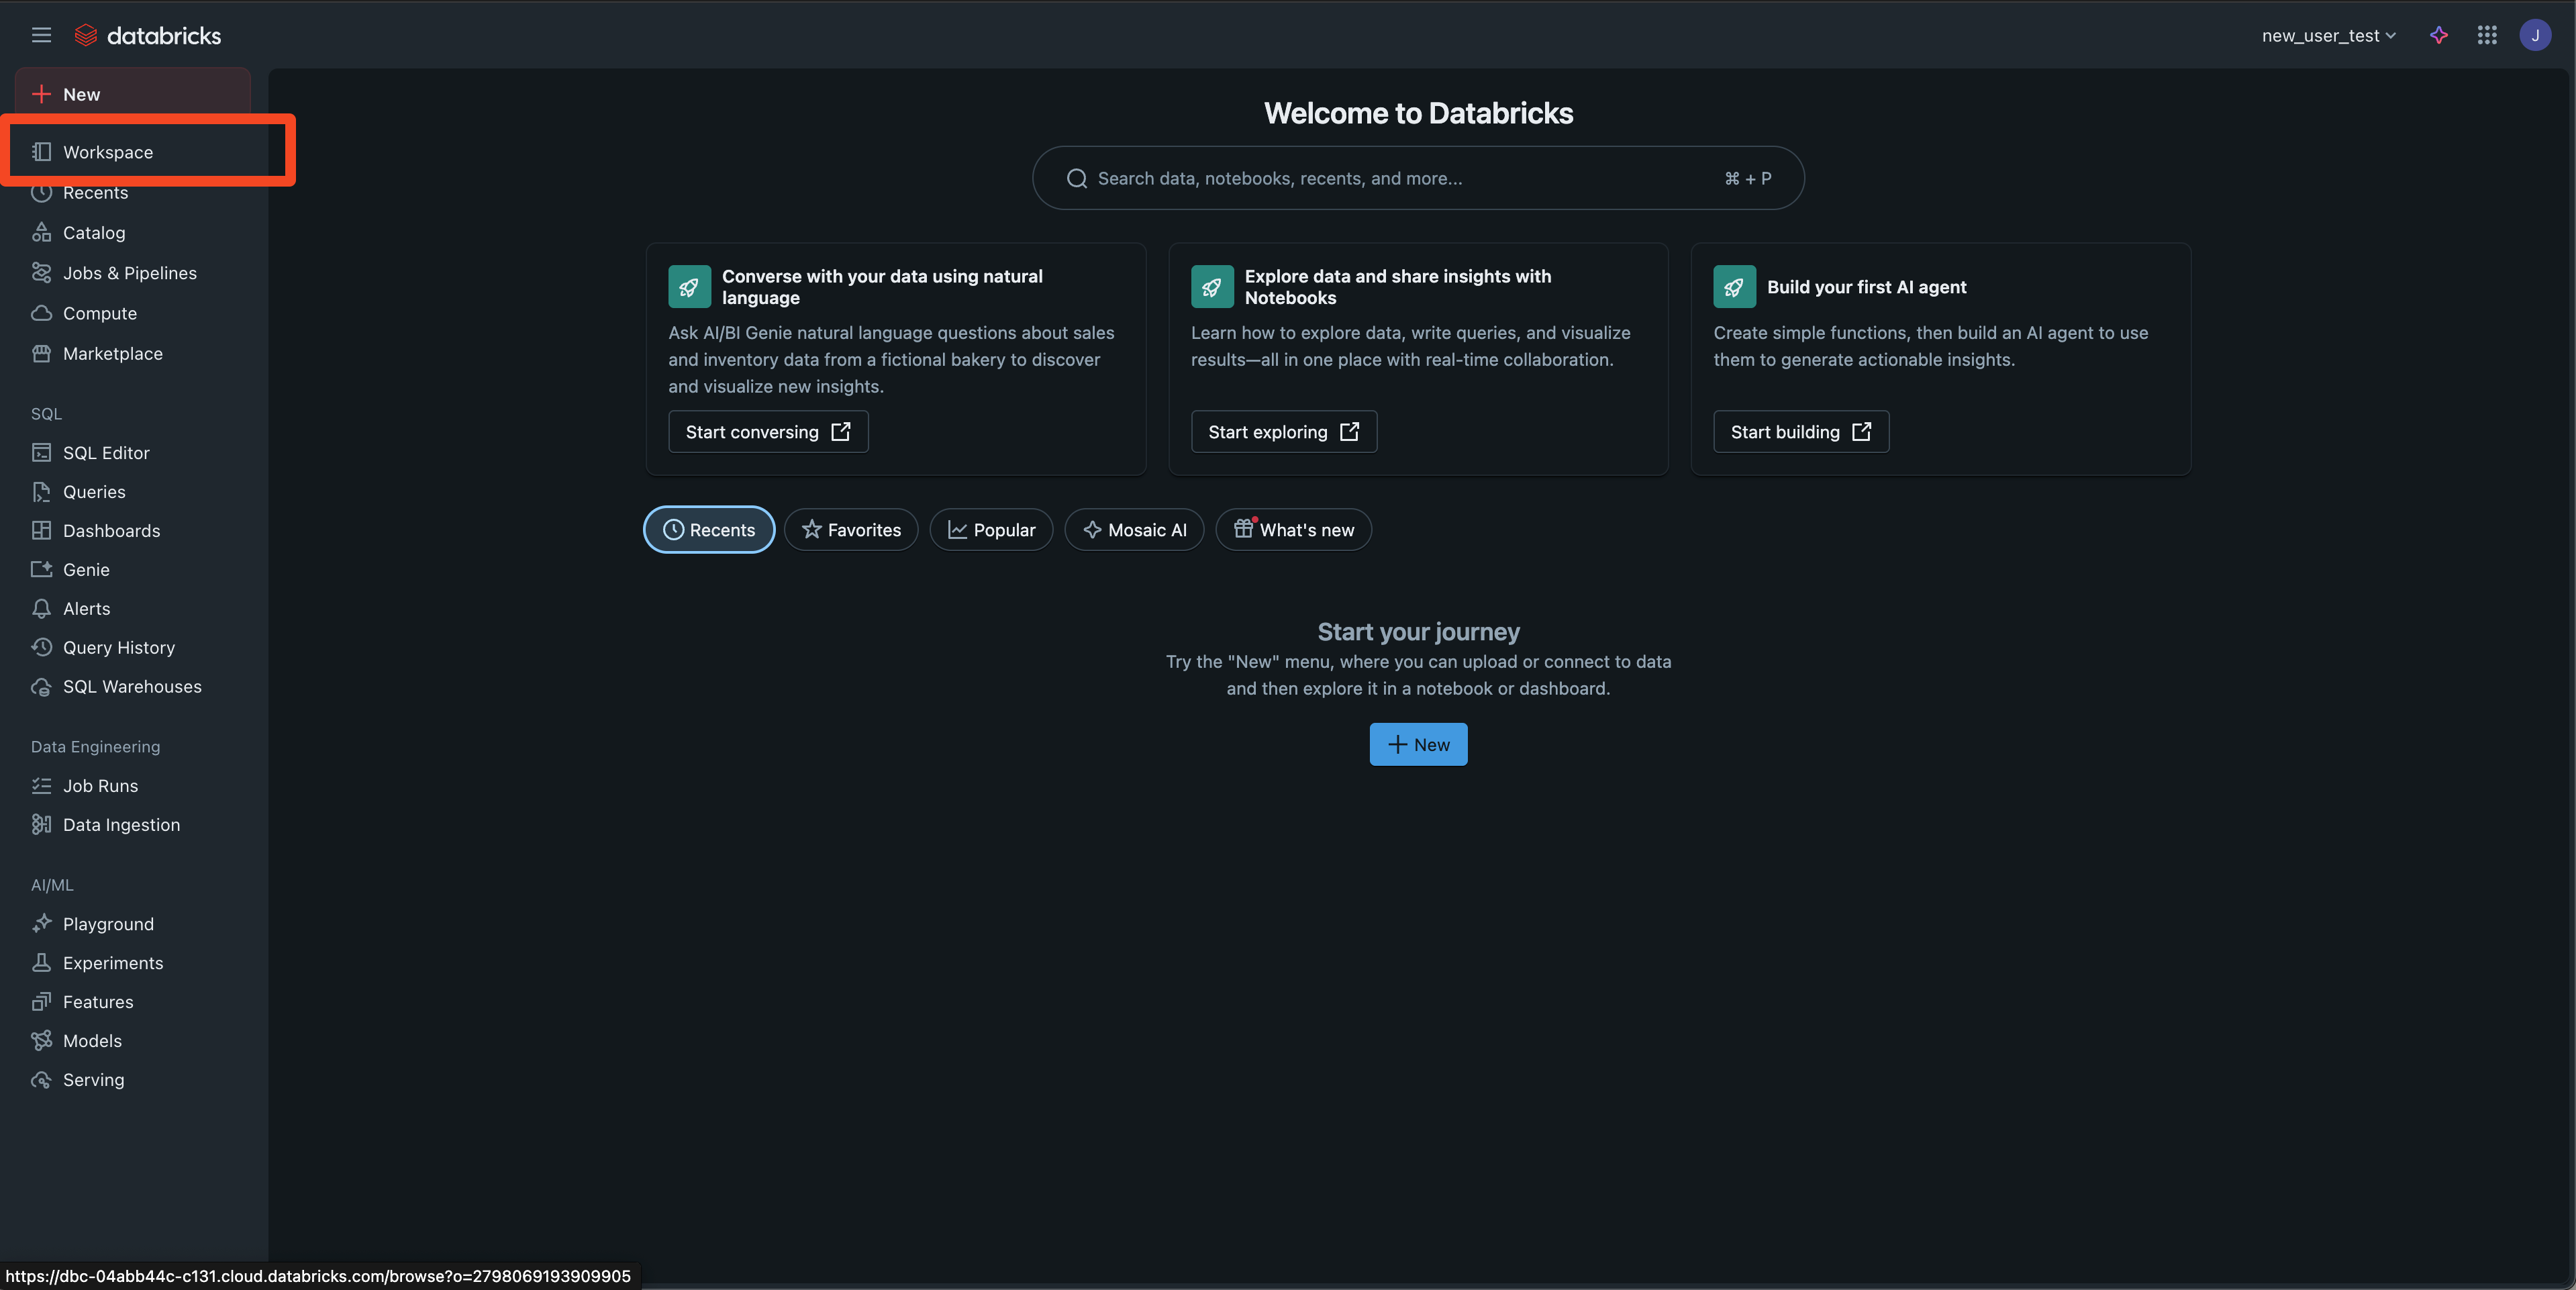 databricks
new_user_test
J
New
Workspace
Recents
Catalog
Jobs & Pipelines
Compute
Marketplace
SQL
SQL Editor
Queries
Dashboards
Genie
Alerts
Query History
SQL Warehouses
Data Engineering
Job Runs
Data Ingestion
AI/ML
Playground
Experiments
Features
Models
Serving
Welcome to Databricks
Search data, notebooks, recents, and more... ⌘ + P
Converse with your data using natural
language
Ask AI/BI Genie natural language questions about sales
and inventory data from a fictional bakery to discover
and visualize new insights.
Start conversing
Explore data and share insights with
Notebooks
Learn how to explore data, write queries, and visualize
results—all in one place with real-time collaboration.
Start exploring
Build your first AI agent
Create simple functions, then build an AI agent to use
them to generate actionable insights.
Start building
Recents Favorites Popular Mosaic AI What's new
Start your journey
Try the "New" menu, where you can upload or connect to data
and then explore it in a notebook or dashboard.
New
https://dbc-04abb44c-c131.cloud.databricks.com/browse?o=2798069193909905